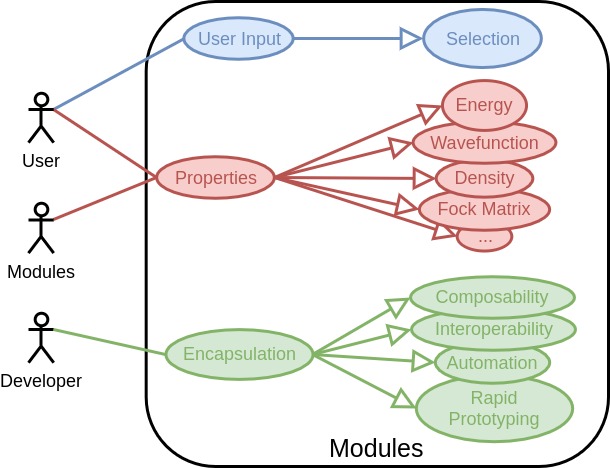 User Input
Selection
User
Energy
Wavefunction
Properties
Density
Fock Matrix
...
Modules
Composability
Interoperability
Developer
Encapsulation
Automation
Rapid
Prototyping
Modules